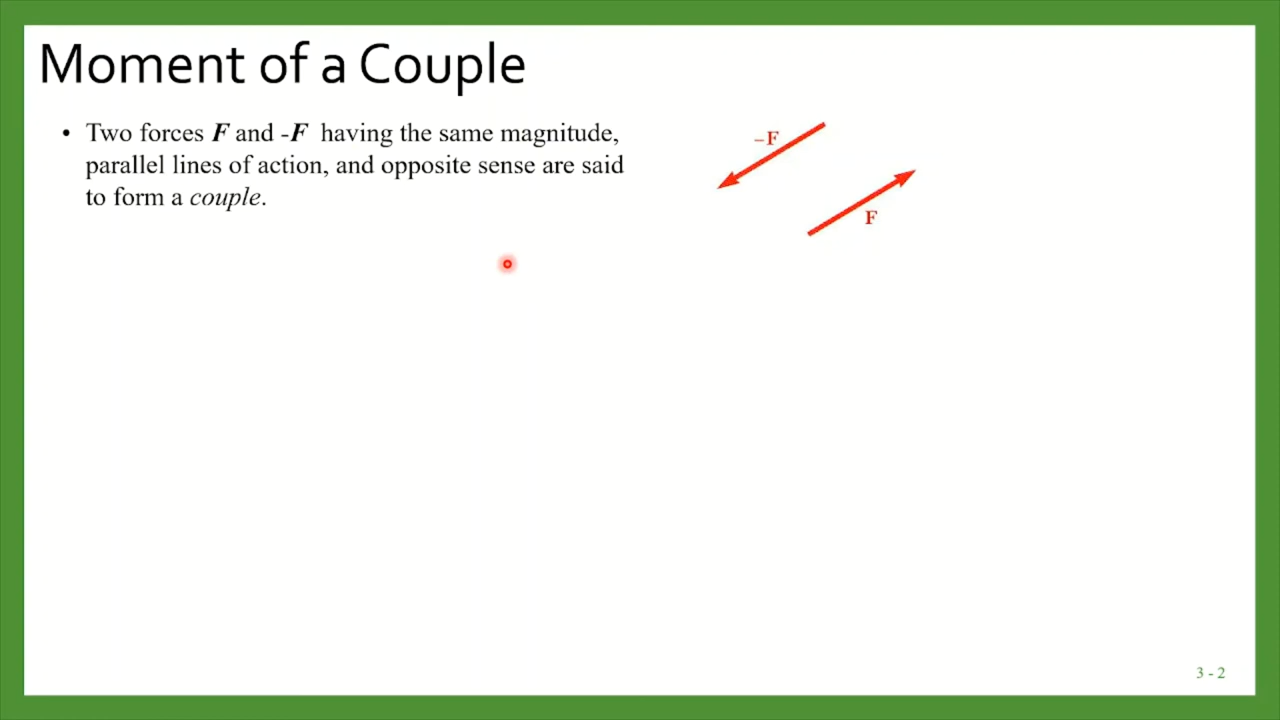 Moment of a Couple
• Two forces F and -F having the same magnitude,
parallel lines of action, and opposite sense are said
to form a couple.
–F
F
3 - 2